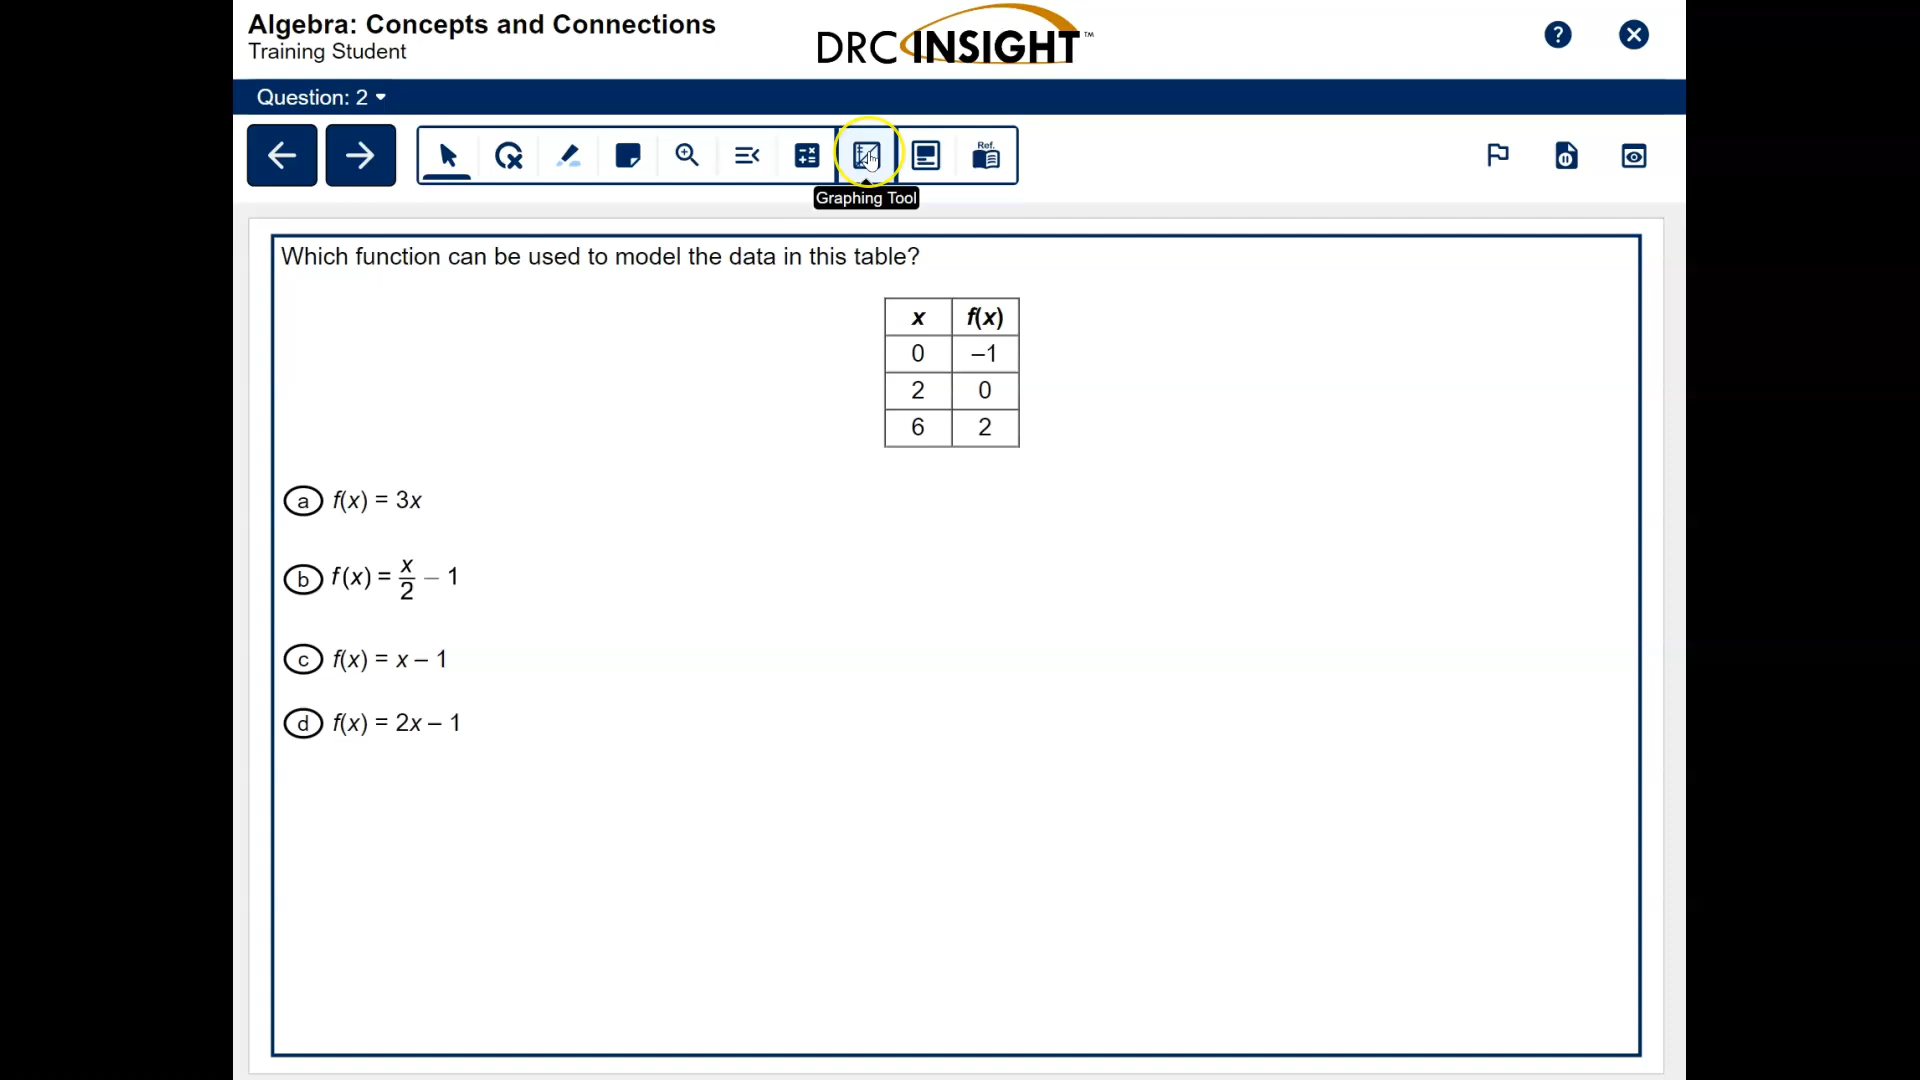 Algebra: Concepts and Connections
Training Student
DRC INSIGHT™
?
Question: 2
Ref.
Graphing Tool
Which function can be used to model the data in this table?
x f(x)
0 –1
2 0
6 2
a f(x) = 3x
b f(x) = x/2 – 1
c f(x) = x – 1
d f(x) = 2x – 1